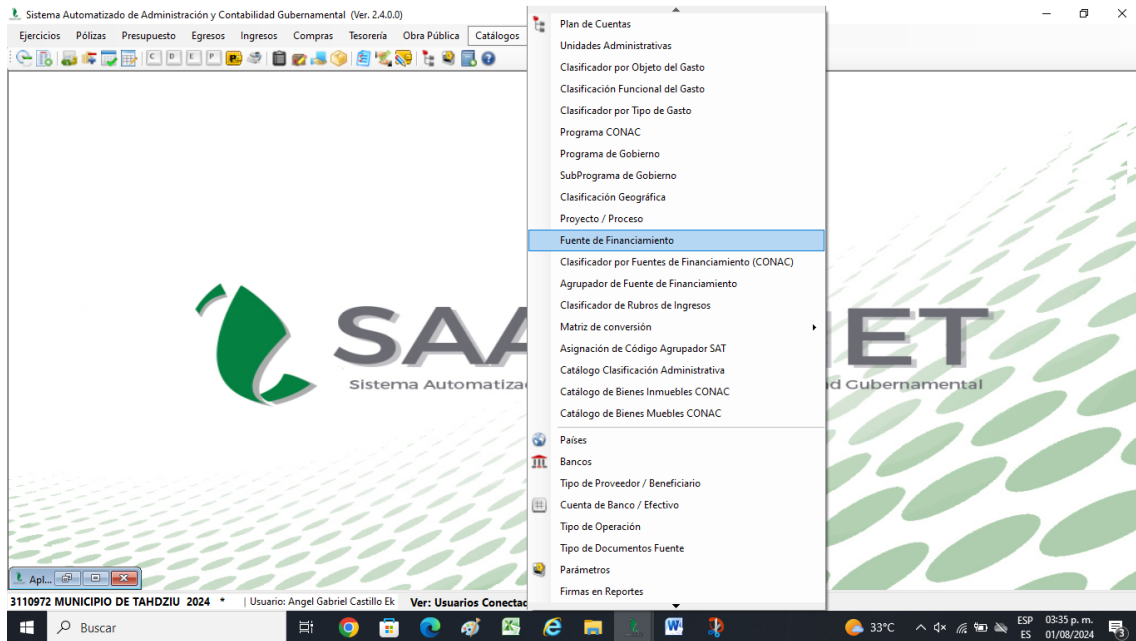 Sistema Automatizado de Administración y Contabilidad Gubernamental (Ver. 2.4.0.0)
Ejercicios Pólizas Presupuesto Egresos Ingresos Compras Tesorería Obra Pública Catálogos
C D E P P
Plan de Cuentas
Unidades Administrativas
Clasificador por Objeto del Gasto
Clasificación Funcional del Gasto
Clasificador por Tipo de Gasto
Programa CONAC
Programa de Gobierno
SubPrograma de Gobierno
Clasificación Geográfica
Proyecto / Proceso
Fuente de Financiamiento
Clasificador por Fuentes de Financiamiento (CONAC)
Agrupador de Fuente de Financiamiento
Clasificador de Rubros de Ingresos
Matriz de conversión
Asignación de Código Agrupador SAT
Catálogo Clasificación Administrativa
Catálogo de Bienes Inmuebles CONAC
Catálogo de Bienes Muebles CONAC
Países
Bancos
Tipo de Proveedor / Beneficiario
Cuenta de Banco / Efectivo
Tipo de Operación
Tipo de Documentos Fuente
Parámetros
Firmas en Reportes
SAA ET
Sistema Automatiza d Gubernamental
Apl...
3110972 MUNICIPIO DE TAHDZIU 2024 * | Usuario: Angel Gabriel Castillo Ek Ver: Usuarios Conectad
Buscar
33°C
ESP
ES
03:35 p. m.
01/08/2024
3